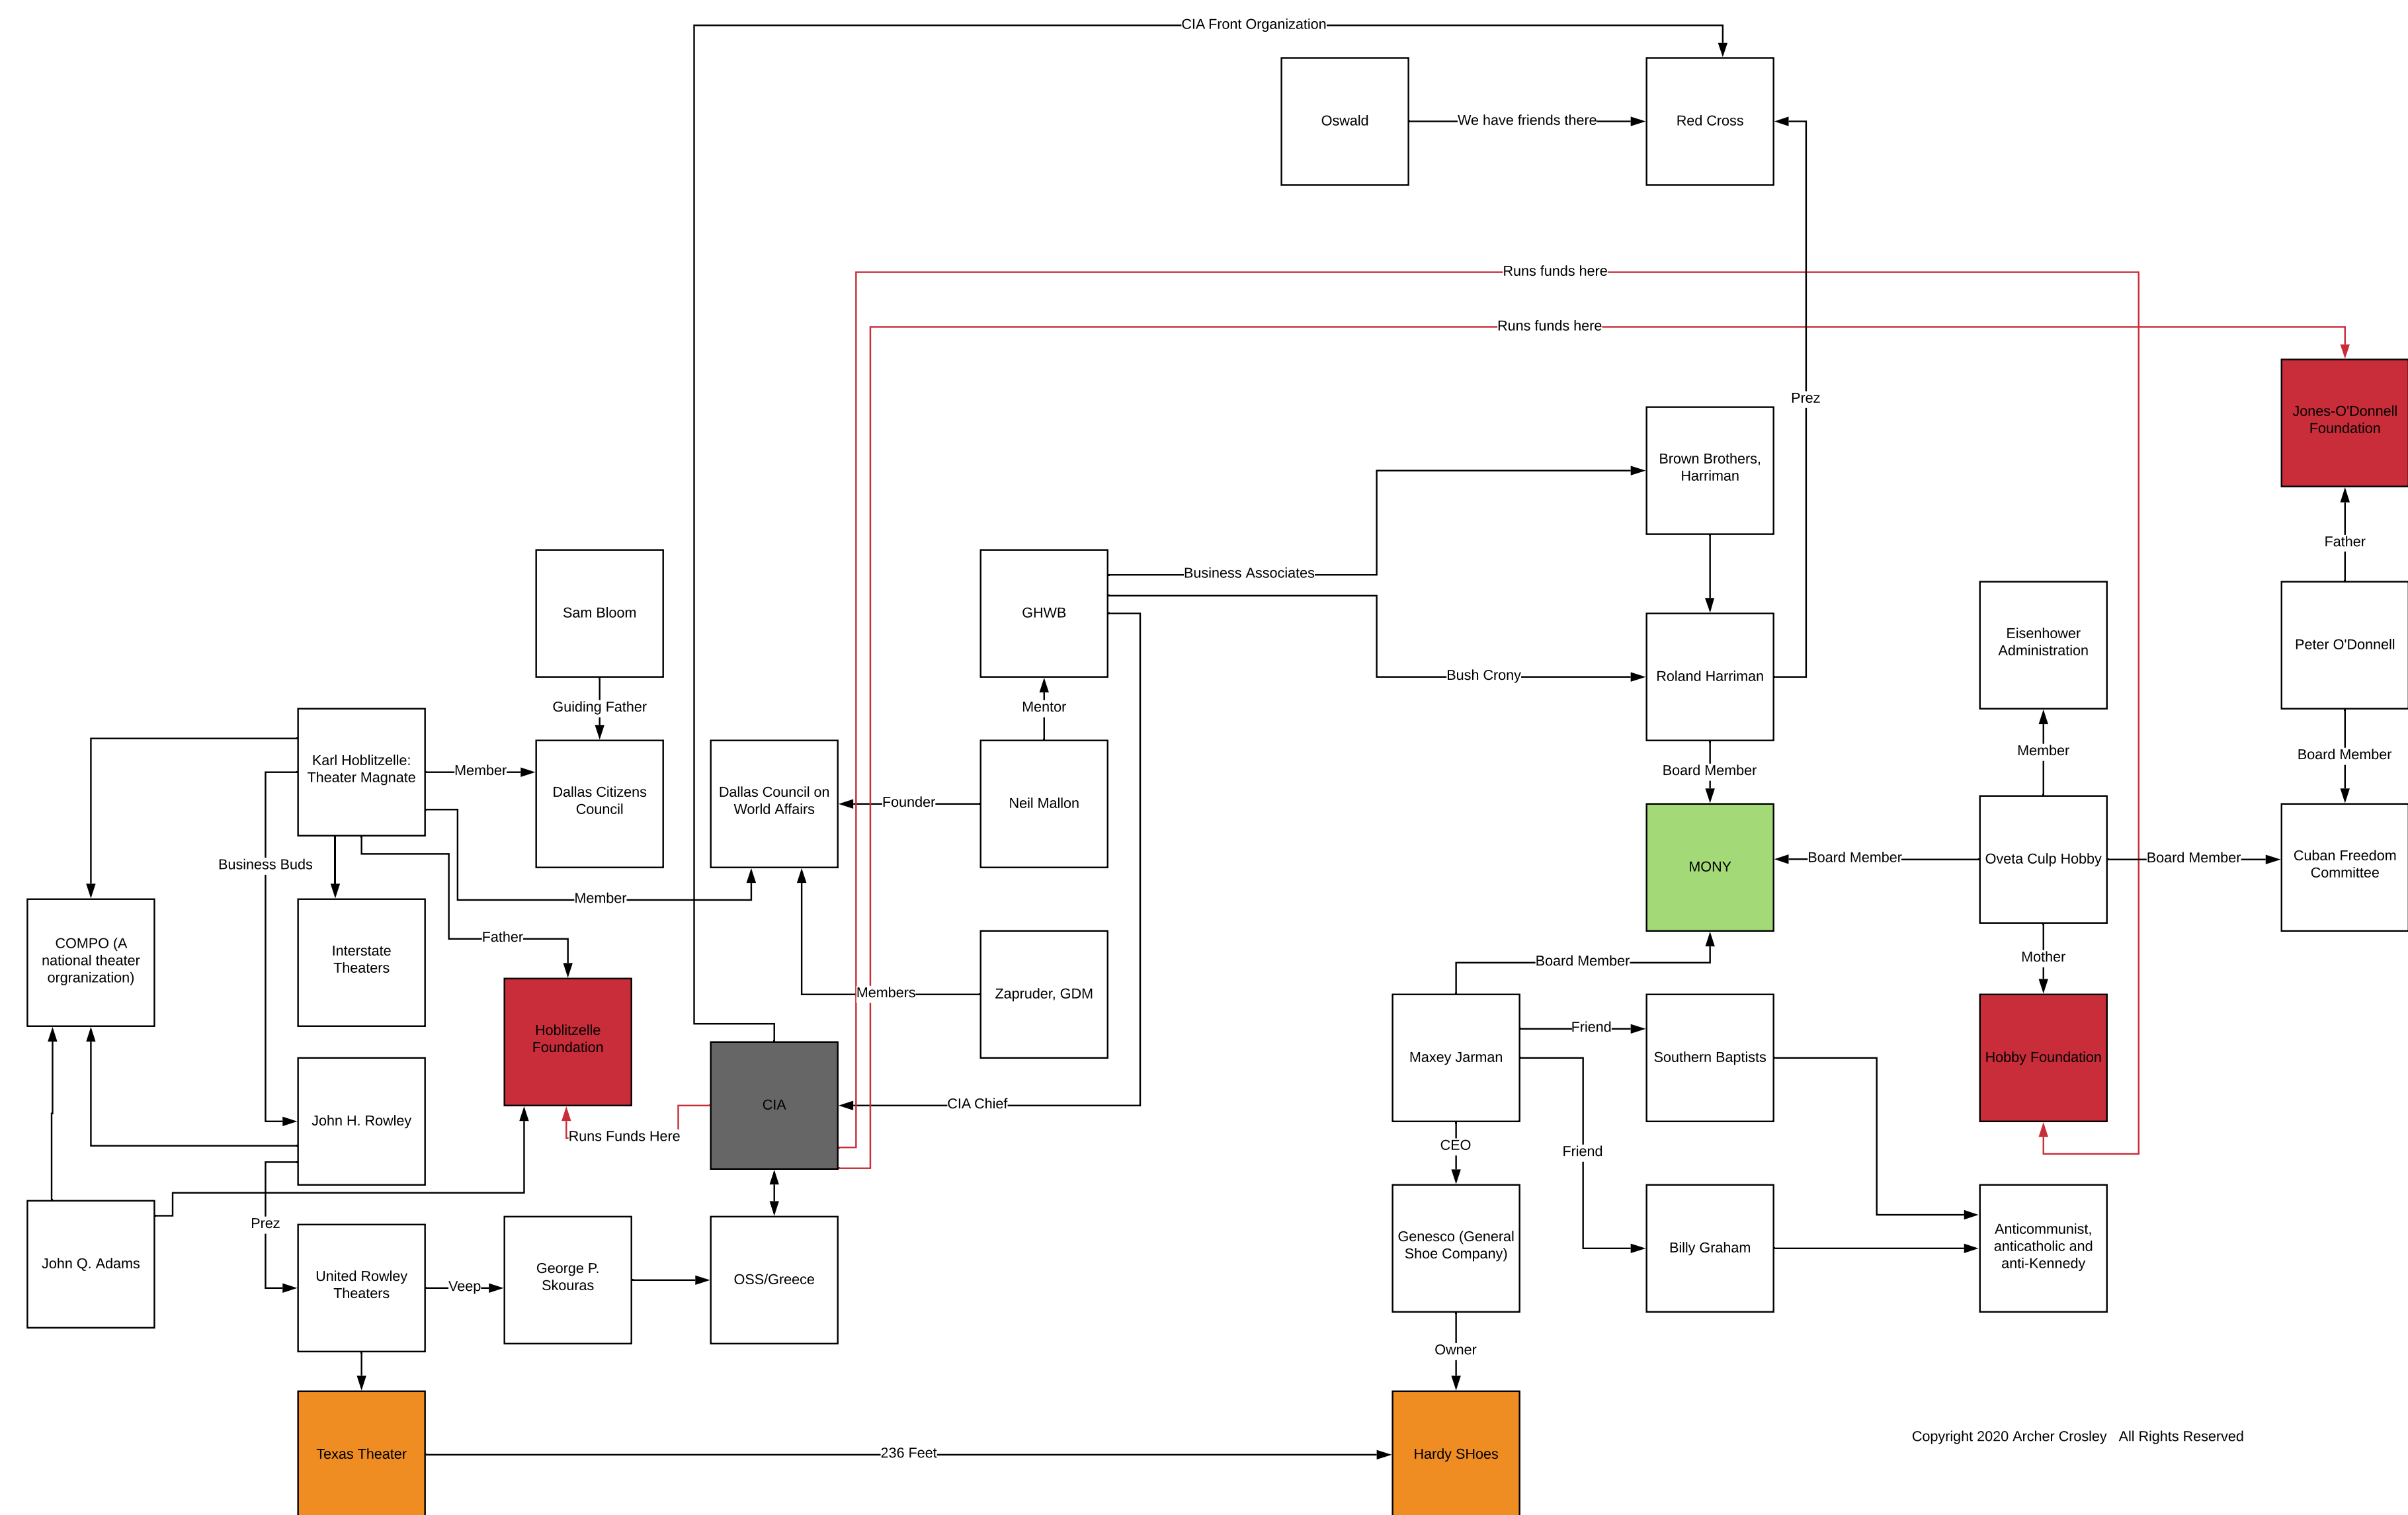 CIA Front Organization
Oswald
We have friends there
Red Cross
Runs funds here
Runs funds here
Prez
Jones-O'Donnell
Foundation
Brown Brothers,
Harriman
Father
Sam Bloom
GHWB
Business Associates
Eisenhower
Administration
Peter O'Donnell
Bush Crony
Roland Harriman
Guiding Father
Mentor
Karl Hoblitzelle:
Theater Magnate
Member
Dallas Citizens
Council
Dallas Council on
World Affairs
Founder
Neil Mallon
Board Member
Member
Board Member
Business Buds
MONY
Board Member
Oveta Culp Hobby
Board Member
Cuban Freedom
Committee
Member
Father
COMPO (A
national theater
orgranization)
Interstate
Theaters
Board Member
Mother
Members
Zapruder, GDM
Hoblitzelle
Foundation
Friend
Maxey Jarman
Southern Baptists
Hobby Foundation
CIA
CIA Chief
John H. Rowley
Runs Funds Here
CEO
Friend
Prez
John Q. Adams
United Rowley
Theaters
Veep
George P.
Skouras
OSS/Greece
Genesco (General
Shoe Company)
Billy Graham
Anticommunist,
anticatholic and
anti-Kennedy
Owner
Texas Theater
236 Feet
Hardy SHoes
Copyright 2020 Archer Crosley   All Rights Reserved